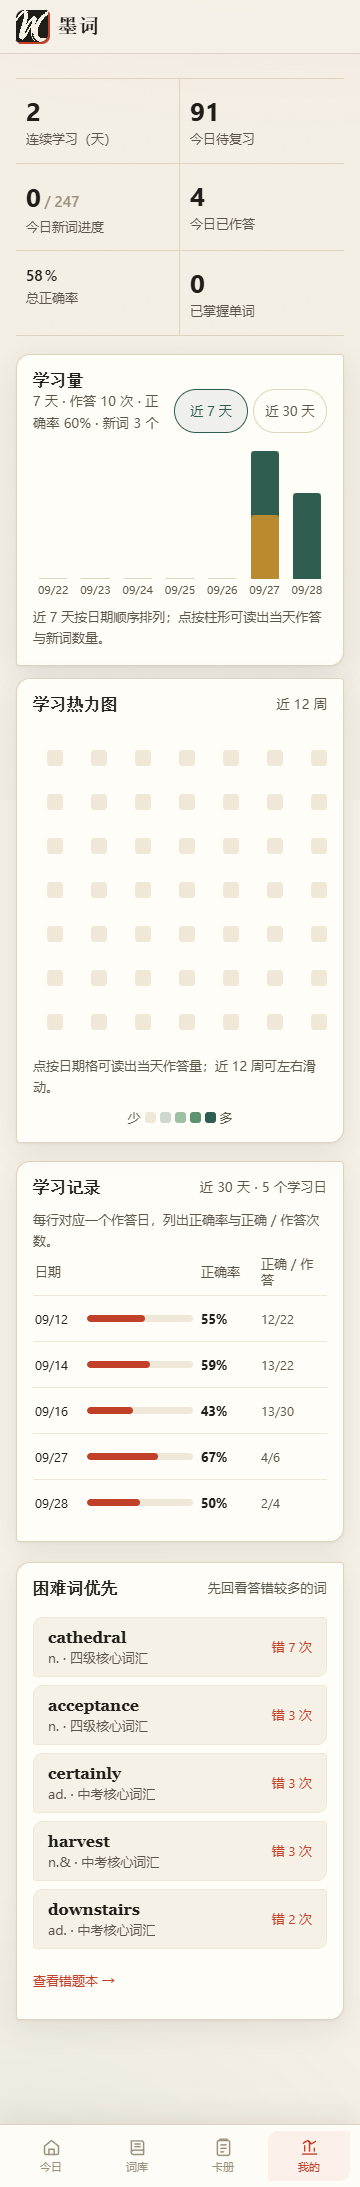 墨词
2
连续学习（天）
91
今日待复习
0 / 247
今日新词进度
4
今日已作答
58%
总正确率
0
已掌握单词
学习量
7 天 · 作答 10 次 · 正
确率 60% · 新词 3 个
近 7 天
近 30 天
09/22 09/23 09/24 09/25 09/26 09/27 09/28
近 7 天按日期顺序排列；点按柱形可读出当天作答
与新词数量。
学习热力图
近 12 周
点按日期格可读出当天作答量；近 12 周可左右滑
动。
少 多
学习记录
近 30 天 · 5 个学习日
每行对应一个作答日，列出正确率与正确 / 作答次
数。
日期 正确率 正确 / 作
答
09/12 55% 12/22
09/14 59% 13/22
09/16 43% 13/30
09/27 67% 4/6
09/28 50% 2/4
困难词优先
先回看答错较多的词
cathedral
n. · 四级核心词汇
错 7 次
acceptance
n. · 四级核心词汇
错 3 次
certainly
ad. · 中考核心词汇
错 3 次
harvest
n.& · 中考核心词汇
错 3 次
downstairs
ad. · 中考核心词汇
错 2 次
查看错题本 →
今日 词库 卡册 我的